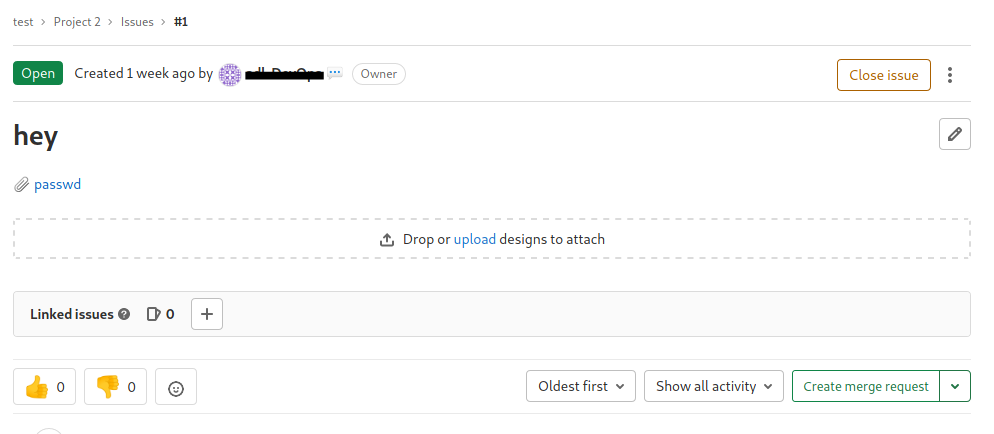 test > Project 2 > Issues > #1
Open Created 1 week ago by Owner
Close issue
hey
passwd
Drop or upload designs to attach
Linked issues 0
0 0
Oldest first Show all activity Create merge request